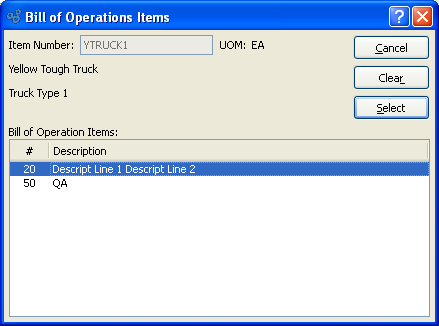 Bill of Operations Items
Item Number: YTRUCK1 UOM: EA
Cancel
Yellow Tough Truck
Clear
Truck Type 1
Select
Bill of Operation Items:
# Description
20 Descript Line 1 Descript Line 2
50 QA